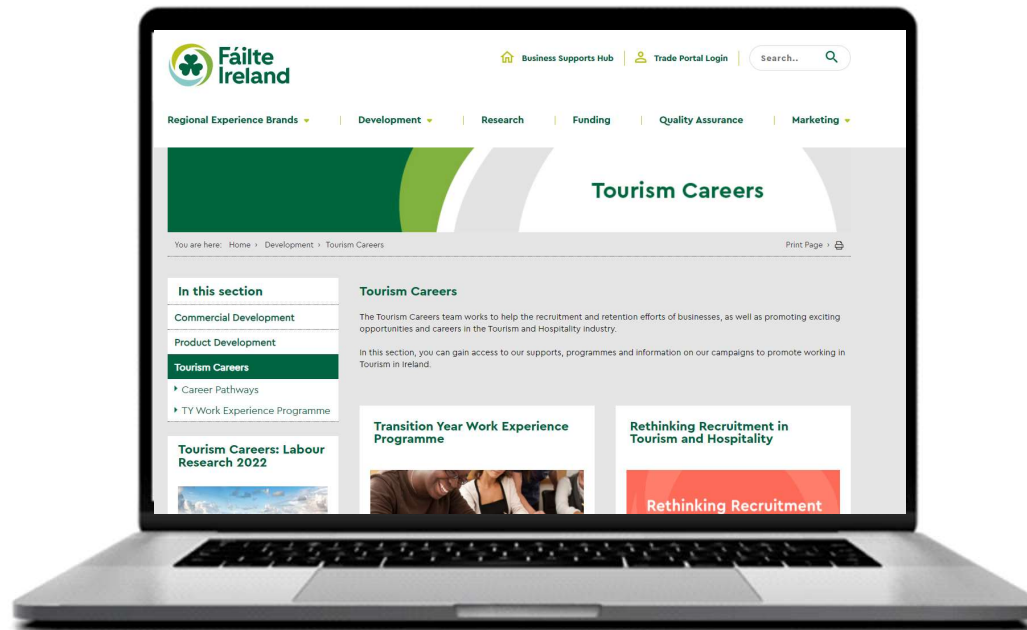 Fáilte
Ireland
Business Supports Hub
Trade Portal Login
Search..
Regional Experience Brands
Development
Research
Funding
Quality Assurance
Marketing
Tourism Careers
You are here: Home › Development › Tourism Careers
Print Page ›
In this section
Commercial Development
Product Development
Tourism Careers
Career Pathways
TY Work Experience Programme
Tourism Careers: Labour
Research 2022
Tourism Careers
The Tourism Careers team works to help the recruitment and retention efforts of businesses, as well as promoting exciting
opportunities and careers in the Tourism and Hospitality industry.
In this section, you can gain access to our supports, programmes and information on our campaigns to promote working in
Tourism in Ireland.
Transition Year Work Experience
Programme
Rethinking Recruitment in
Tourism and Hospitality
Rethinking Recruitment